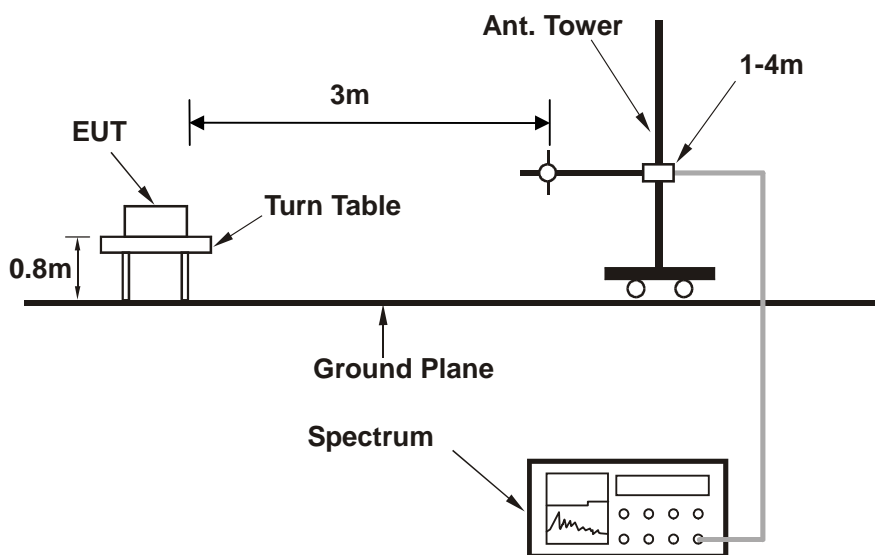 Ant. Tower
1-4m
3m
EUT
Turn Table
0.8m
Ground Plane
Spectrum